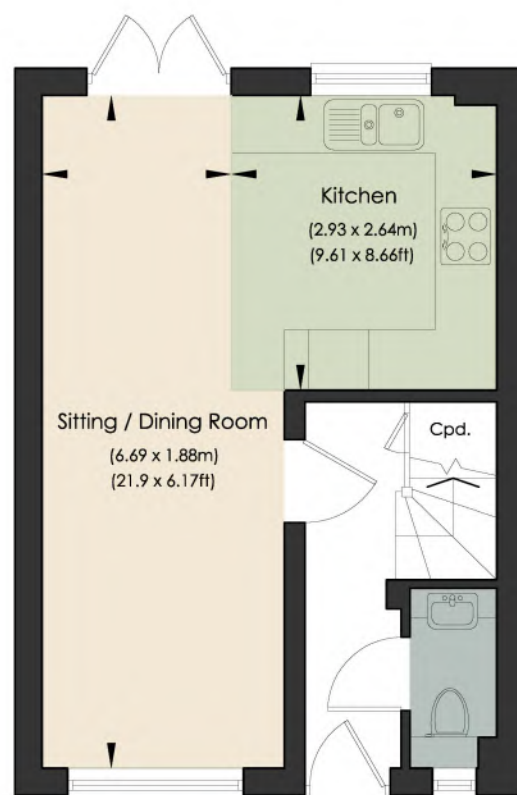 Kitchen
(2.93 x 2.64m)
(9.61 x 8.66ft)
Sitting / Dining Room
(6.69 x 1.88m)
(21.9 x 6.17ft)
Cpd.